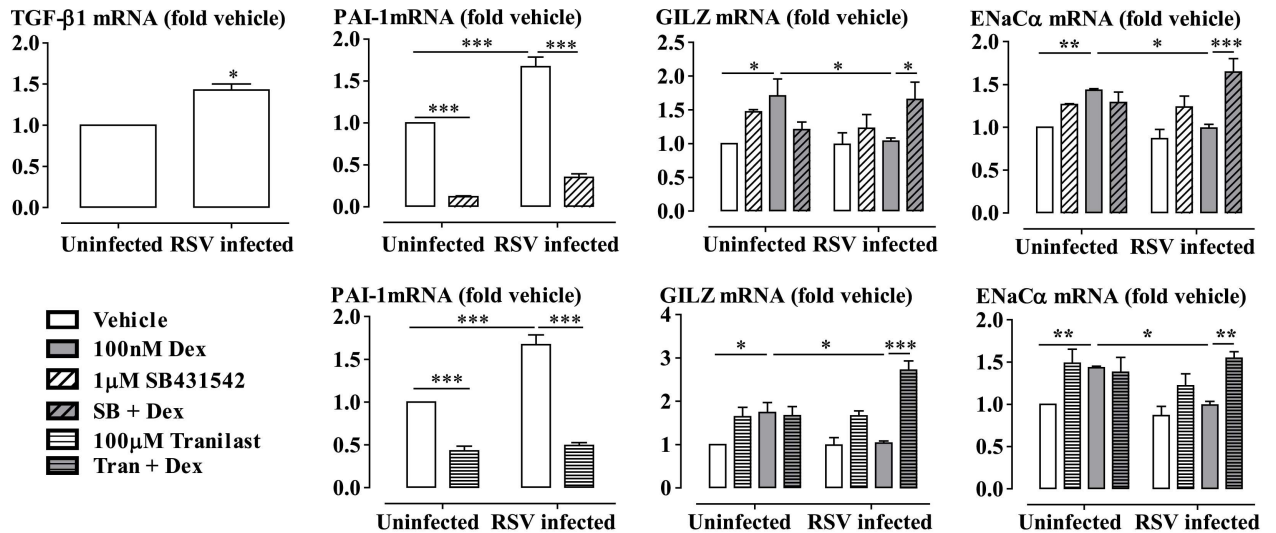 TGF-β1 mRNA (fold vehicle)
2.0
1.5
1.0
0.5
0.0
*
Uninfected RSV infected
PAI-1mRNA (fold vehicle)
2.0
1.5
1.0
0.5
0.0
*** ***
***
Uninfected RSV infected
GILZ mRNA (fold vehicle)
2.5
2.0
1.5
1.0
0.5
0.0
* * *
Uninfected RSV infected
ENaCα mRNA (fold vehicle)
2.0
1.5
1.0
0.5
0.0
** * ***
Uninfected RSV infected
Vehicle
100nM Dex
1μM SB431542
SB + Dex
100μM Tranilast
Tran + Dex
PAI-1mRNA (fold vehicle)
2.0
1.5
1.0
0.5
0.0
*** ***
***
Uninfected RSV infected
GILZ mRNA (fold vehicle)
4
3
2
1
0
* * ***
Uninfected RSV infected
ENaCα mRNA (fold vehicle)
2.0
1.5
1.0
0.5
0.0
** * **
Uninfected RSV infected